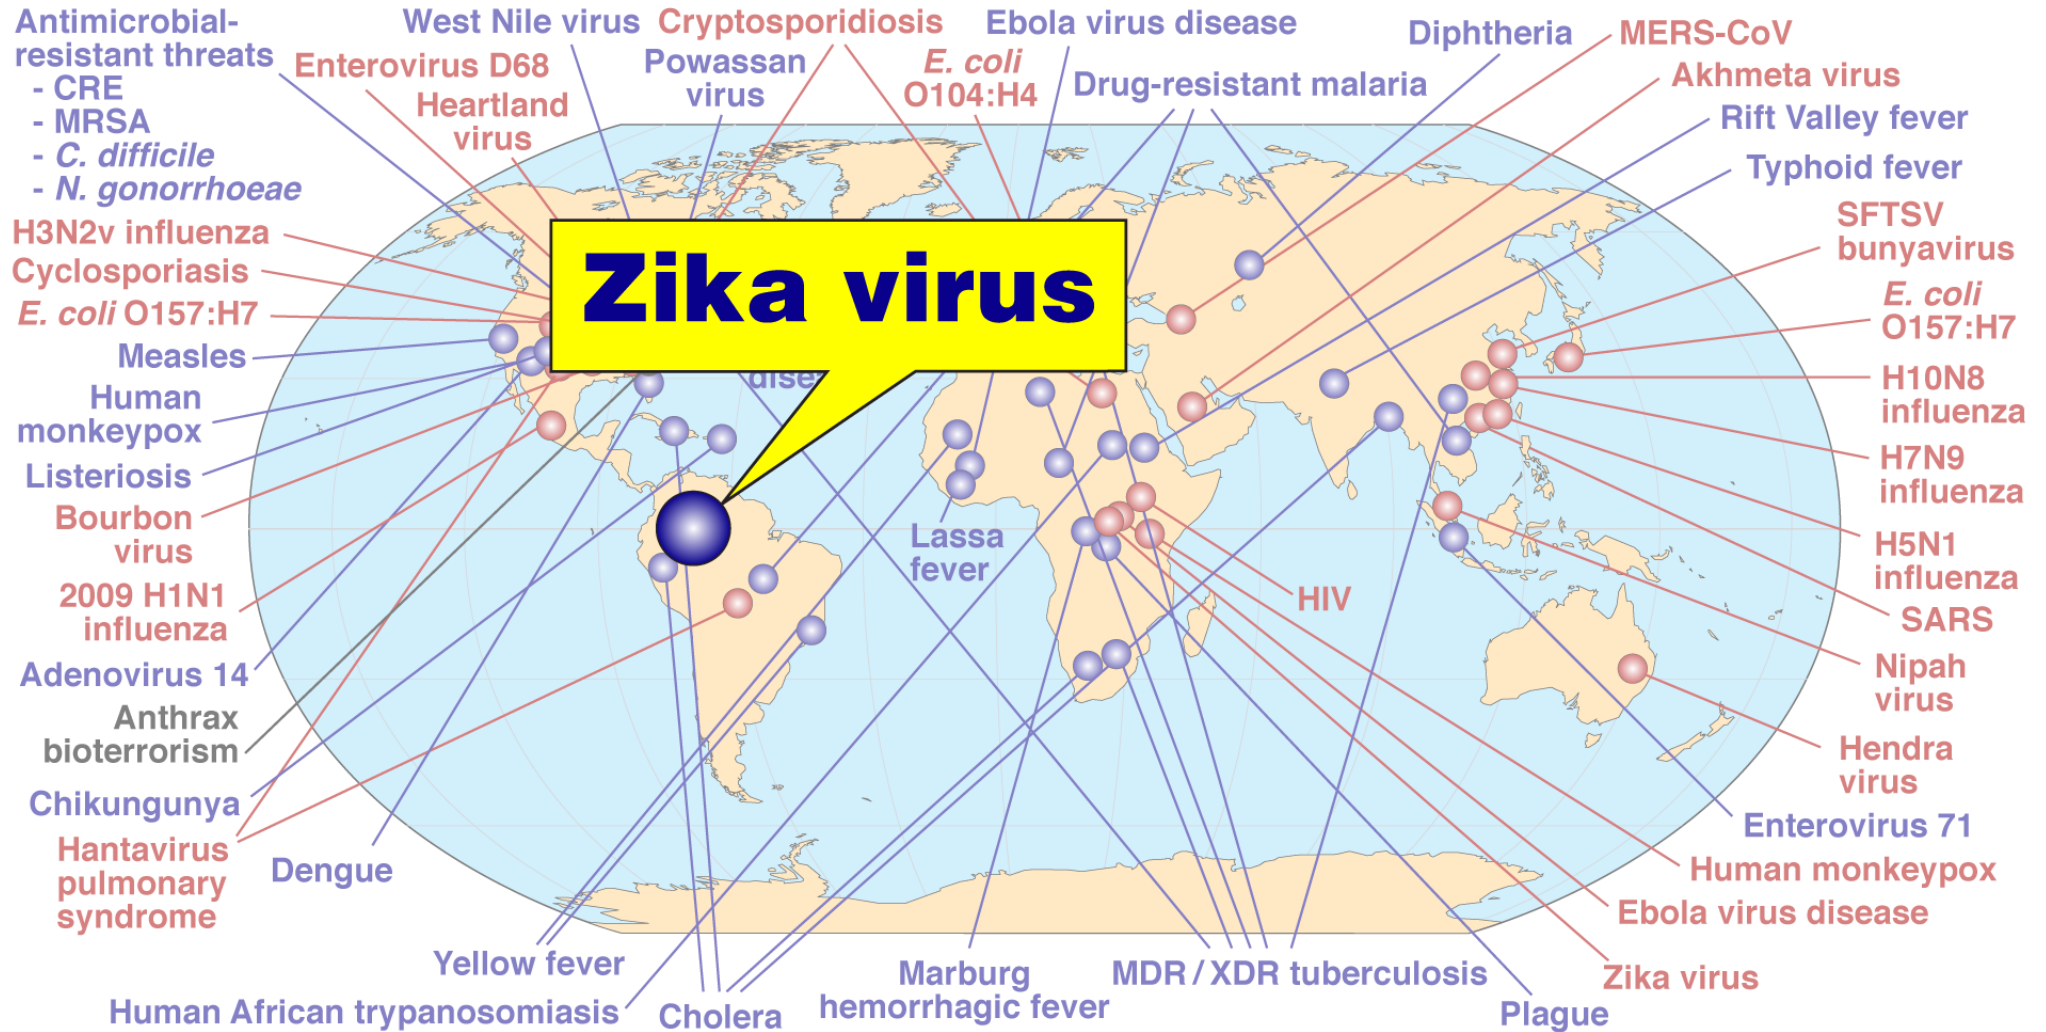 Antimicrobial-
resistant threats
- CRE
- MRSA
- C. difficile
- N. gonorrhoeae
West Nile virus
Cryptosporidiosis
Ebola virus disease
Diphtheria
MERS-CoV
Enterovirus D68
Powassan
virus
E. coli
O104:H4
Drug-resistant malaria
Akhmeta virus
Heartland
virus
Rift Valley fever
Typhoid fever
H3N2v influenza
Cyclosporiasis
E. coli O157:H7
Measles
Human
monkeypox
Listeriosis
Bourbon
virus
2009 H1N1
influenza
Adenovirus 14
Anthrax
bioterrorism
Chikungunya
Hantavirus
pulmonary
syndrome
Dengue
Zika virus
Lassa
fever
HIV
SFTSV
bunyavirus
E. coli
O157:H7
H10N8
influenza
H7N9
influenza
H5N1
influenza
SARS
Nipah
virus
Hendra
virus
Enterovirus 71
Human monkeypox
Ebola virus disease
Zika virus
Plague
Yellow fever
Human African trypanosomiasis
Cholera
Marburg
hemorrhagic fever
MDR / XDR tuberculosis